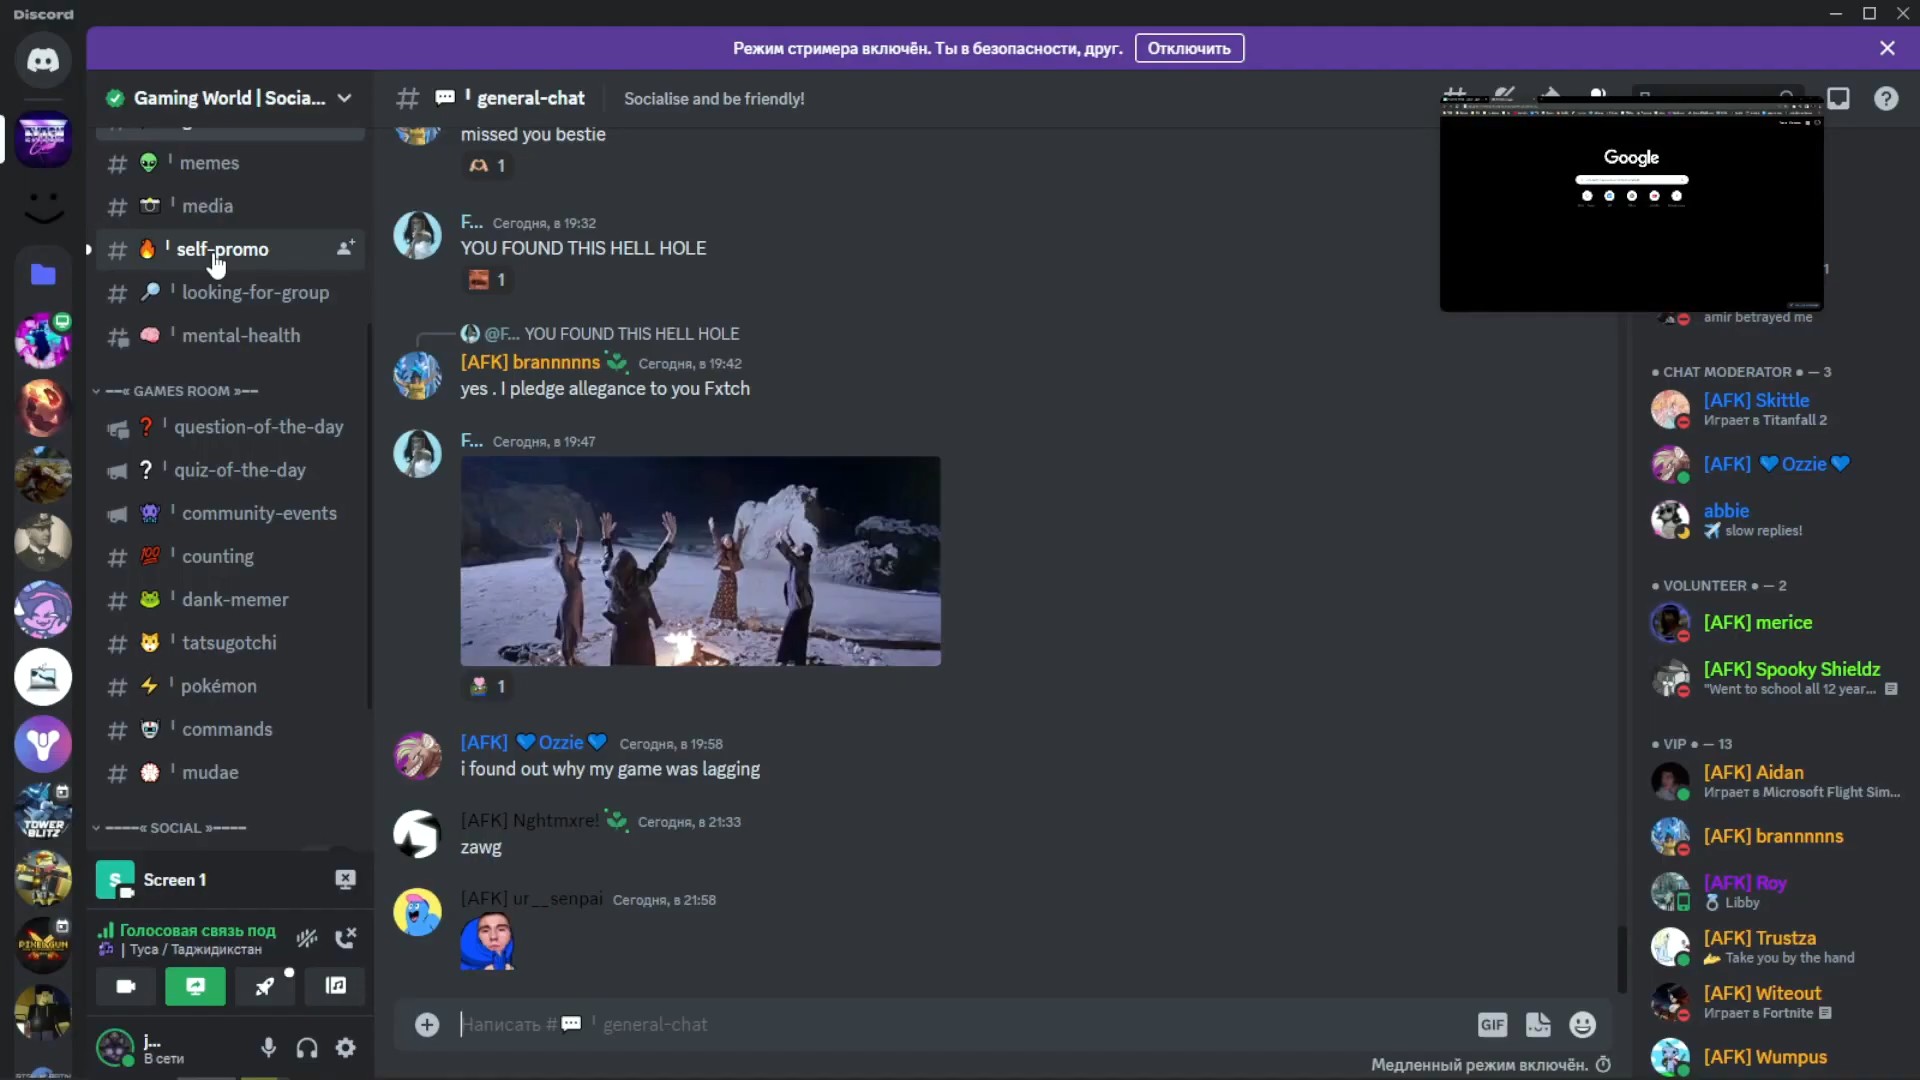 Discord
Режим стримера включён. Ты в безопасности, друг.
Отключить
Gaming World | Socia...
general-chat
Socialise and be friendly!
memes
media
self-promo
looking-for-group
mental-health
GAMES ROOM
question-of-the-day
quiz-of-the-day
community-events
counting
dank-memer
tatsugotchi
pokémon
commands
mudae
SOCIAL
Screen 1
Голосовая связь под
| Туса / Таджидикстан
j...
В сети
missed you bestie
1
F... Сегодня, в 19:32
YOU FOUND THIS HELL HOLE
1
@F... YOU FOUND THIS HELL HOLE
[AFK] brannnnns Сегодня, в 19:42
yes . I pledge allegance to you Fxtch
F... Сегодня, в 19:47
1
[AFK] Ozzie Сегодня, в 19:58
i found out why my game was lagging
[AFK] Nghtmxre! Сегодня, в 21:33
zawg
[AFK] ur__senpai Сегодня, в 21:58
Написать # general-chat
GIF
Медленный режим включён.
Google
1
amir betrayed me
CHAT MODERATOR — 3
[AFK] Skittle
Играет в Titanfall 2
[AFK] Ozzie
abbie
slow replies!
VOLUNTEER — 2
[AFK] merice
[AFK] Spooky Shieldz
"Went to school all 12 year...
VIP — 13
[AFK] Aidan
Играет в Microsoft Flight Sim...
[AFK] brannnnns
[AFK] Roy
Libby
[AFK] Trustza
Take you by the hand
[AFK] Witeout
Играет в Fortnite
[AFK] Wumpus
TOWER BLITZ
PIXELGUN